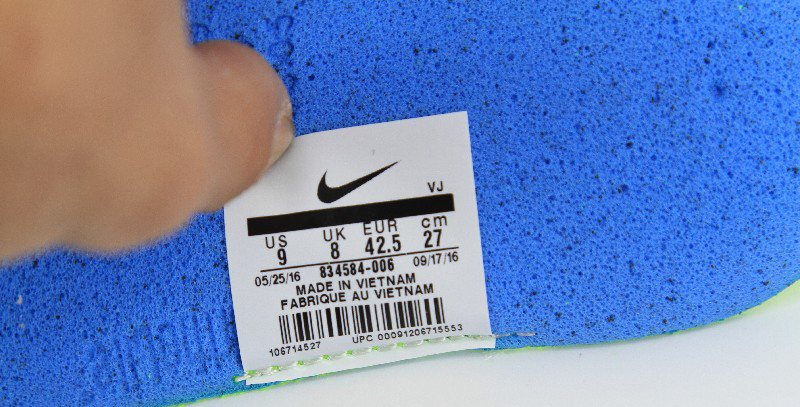 VJ
US UK EUR cm
9 8 42.5 27
05/25/16 834584-006 09/17/16
MADE IN VIETNAM
FABRIQUE AU VIETNAM
106714527 UPC 00091206715553